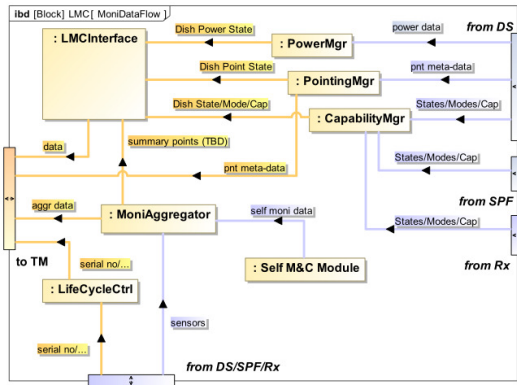 ibd [Block] LMC[ MoniDataFlow ]
from DS
: LMCInterface
Dish Power State
: PowerMgr
power data
Dish Point State
: PointingMgr
pnt meta-data
Dish State/Mode/Cap
: CapabilityMgr
States/Modes/Cap
data
summary points (TBD)
pnt meta-data
States/Modes/Cap
from SPF
aggr data
: MoniAggregator
self moni data
States/Modes/Cap
to TM
serial no/...
: Self M&C Module
from Rx
: LifeCycleCtrl
sensors
serial no/...
from DS/SPF/Rx